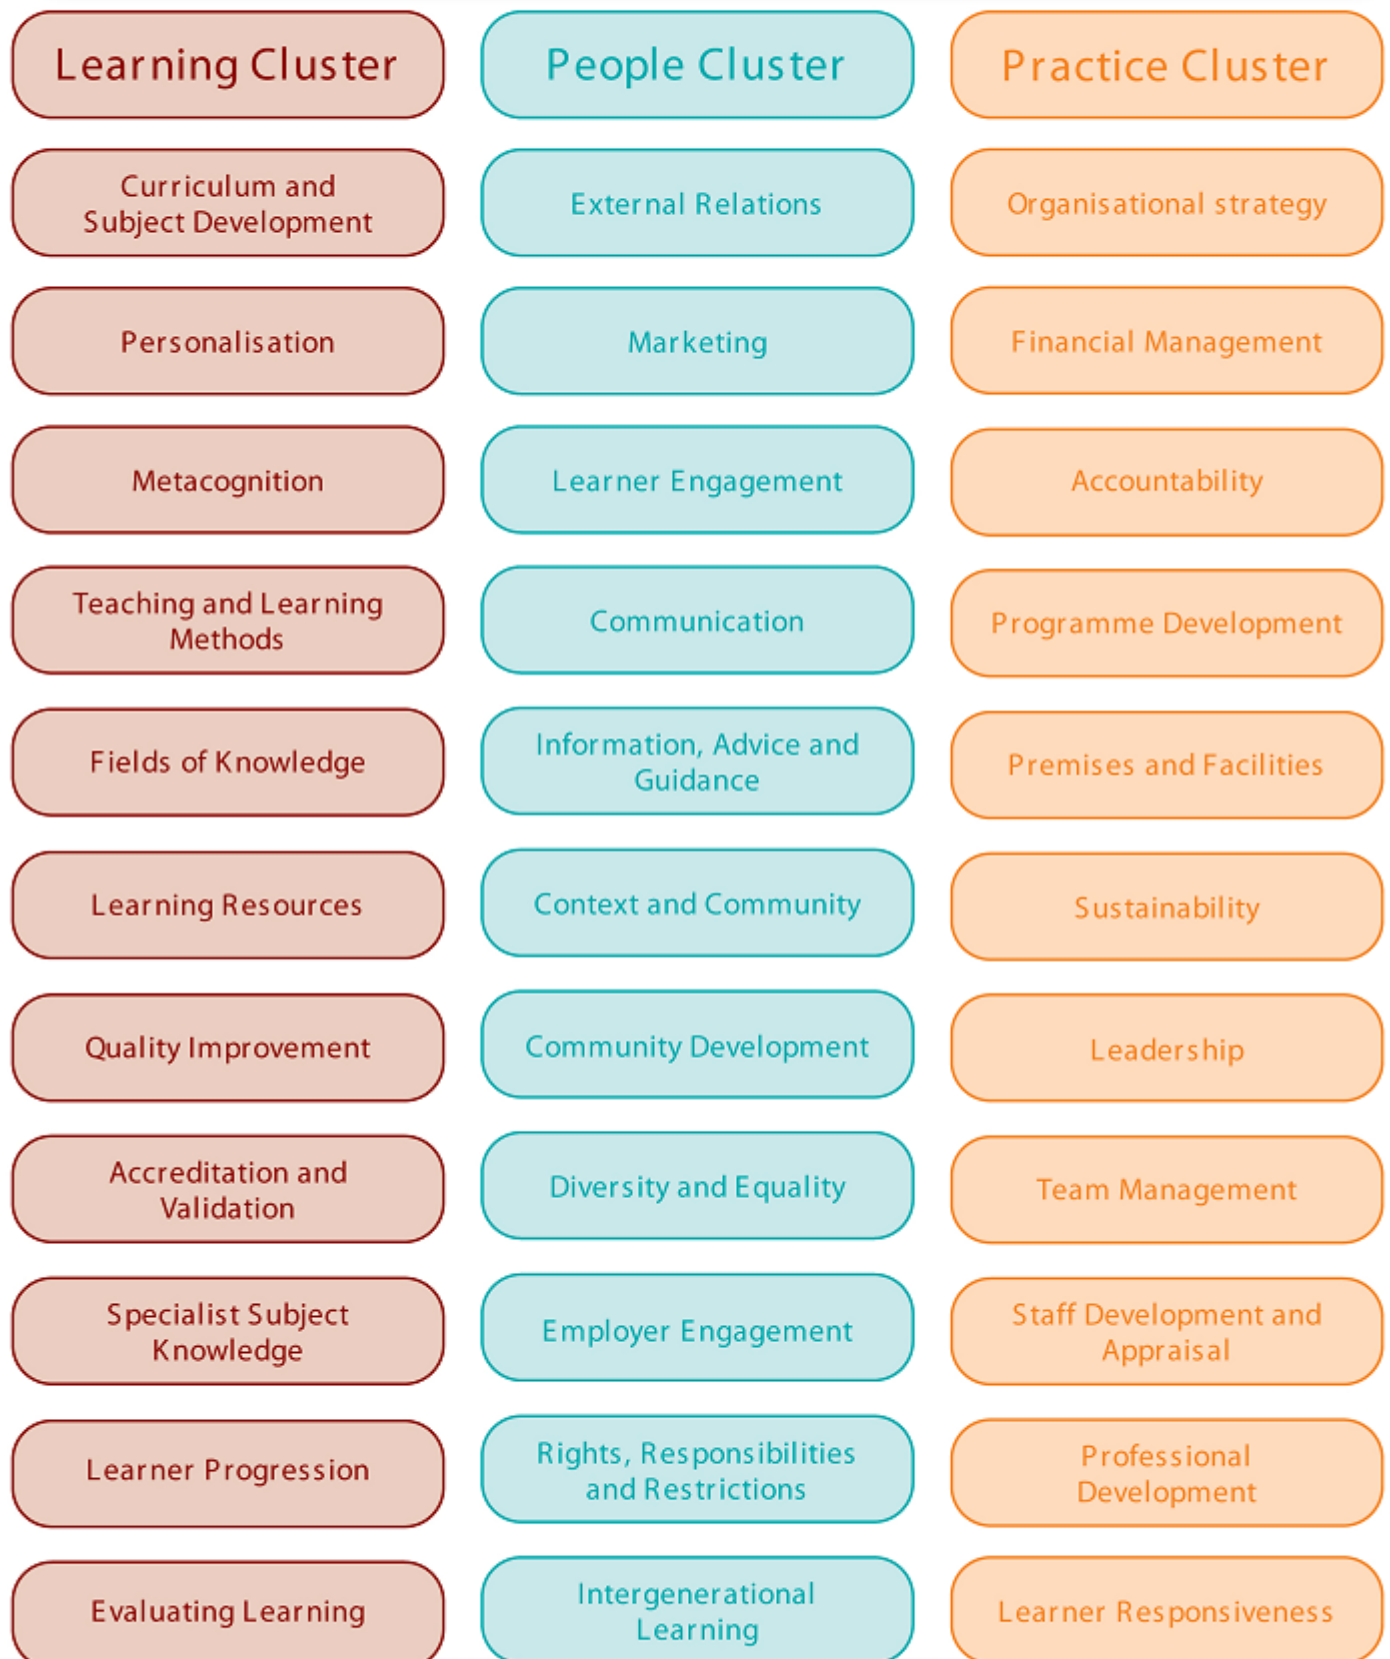 Learning Cluster
People Cluster
Practice Cluster
Curriculum and
Subject Development
External Relations
Organisational strategy
Personalisation
Marketing
Financial Management
Metacognition
Learner Engagement
Accountability
Teaching and Learning
Methods
Communication
Programme Development
Fields of Knowledge
Information, Advice and
Guidance
Premises and Facilities
Learning Resources
Context and Community
Sustainability
Quality Improvement
Community Development
Leadership
Accreditation and
Validation
Diversity and Equality
Team Management
Specialist Subject
Knowledge
Employer Engagement
Staff Development and
Appraisal
Learner Progression
Rights, Responsibilities
and Restrictions
Professional
Development
Evaluating Learning
Intergenerational
Learning
Learner Responsiveness